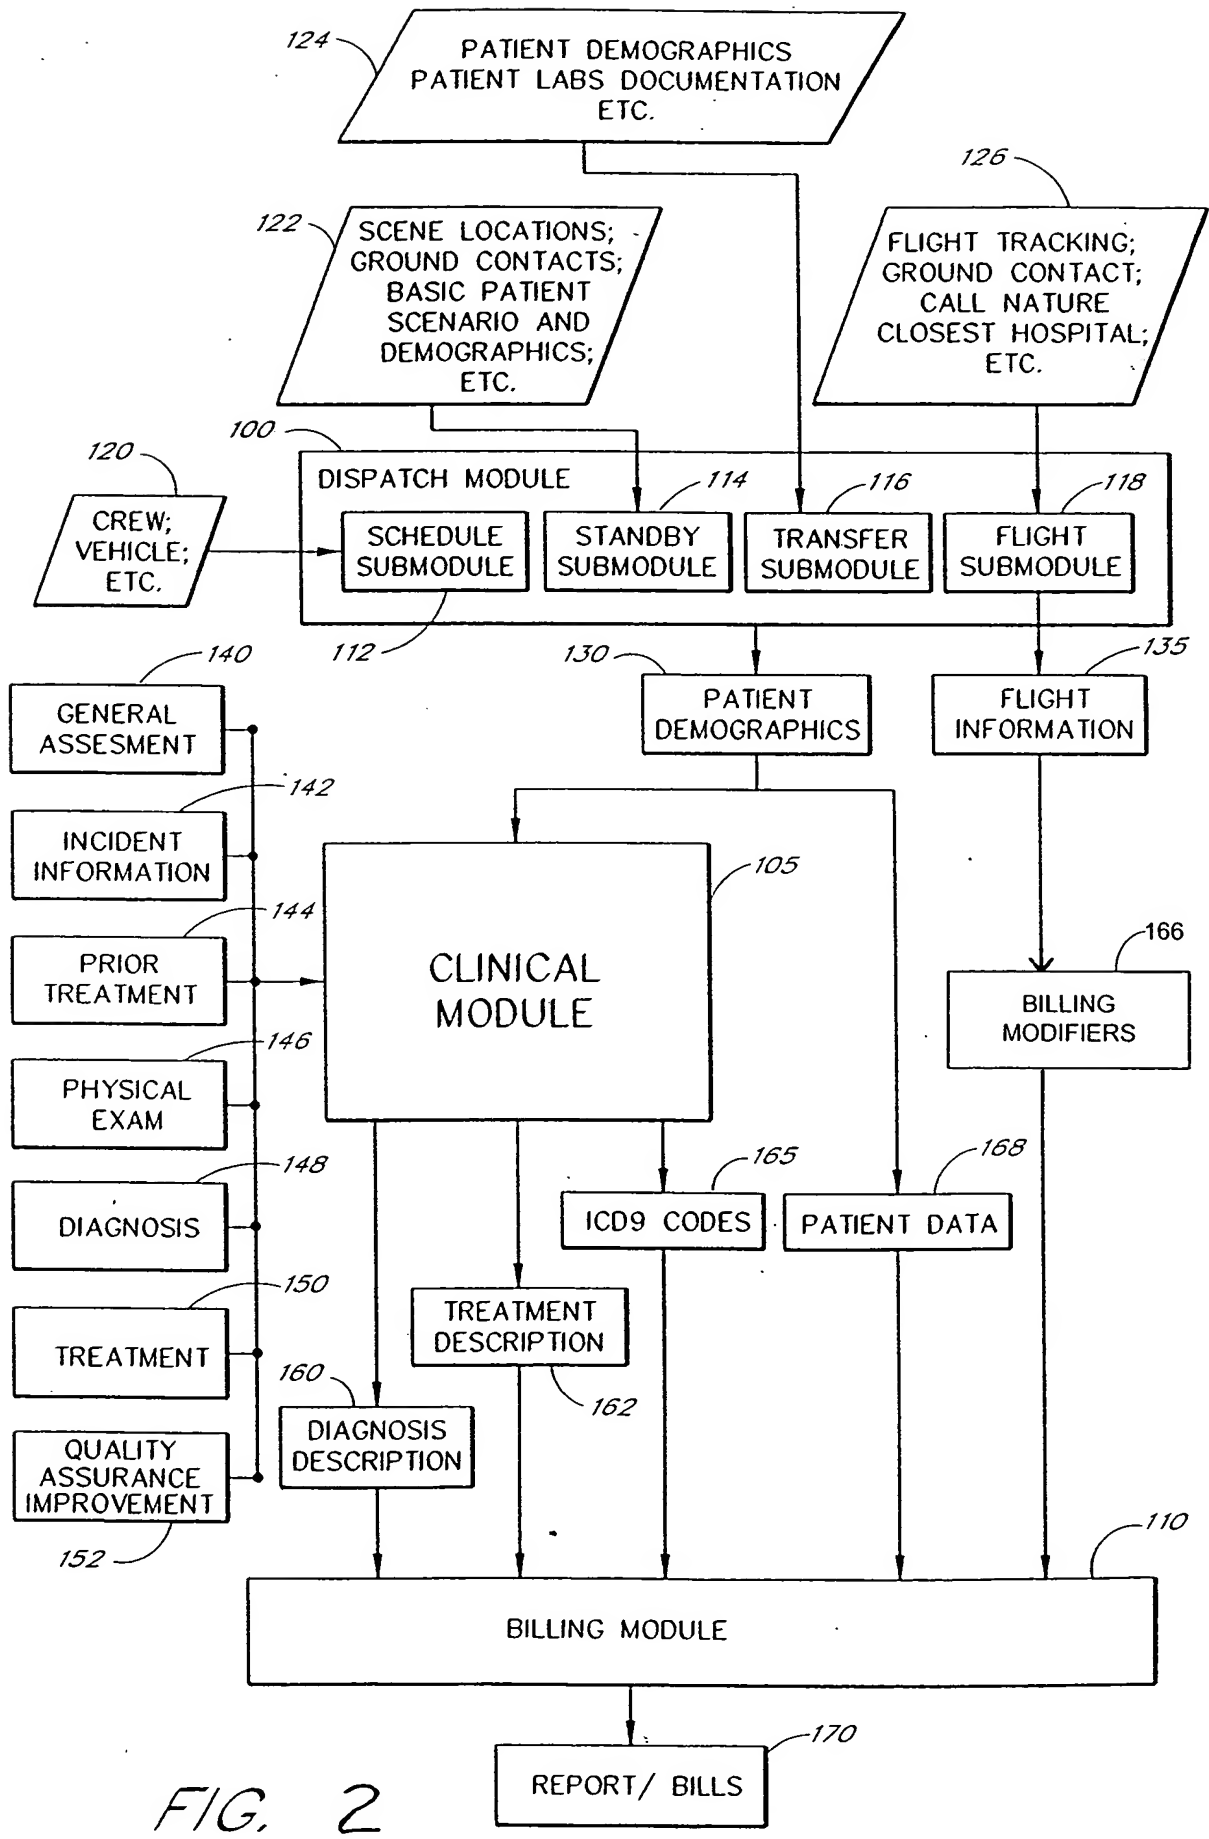 124
PATIENT DEMOGRAPHICS
PATIENT LABS DOCUMENTATION
ETC.
126
122
SCENE LOCATIONS;
GROUND CONTACTS;
BASIC PATIENT
SCENARIO AND
DEMOGRAPHICS;
ETC.
FLIGHT TRACKING;
GROUND CONTACT;
CALL NATURE
CLOSEST HOSPITAL;
ETC.
100
120
CREW;
VEHICLE;
ETC.
DISPATCH MODULE
114
116
118
SCHEDULE
SUBMODULE
STANDBY
SUBMODULE
TRANSFER
SUBMODULE
FLIGHT
SUBMODULE
112
130
135
PATIENT
DEMOGRAPHICS
FLIGHT
INFORMATION
140
GENERAL
ASSESMENT
142
INCIDENT
INFORMATION
144
PRIOR
TREATMENT
146
PHYSICAL
EXAM
148
DIAGNOSIS
150
TREATMENT
QUALITY
ASSURANCE
IMPROVEMENT
152
105
CLINICAL
MODULE
166
BILLING
MODIFIERS
165
ICD9 CODES
168
PATIENT DATA
TREATMENT
DESCRIPTION
162
160
DIAGNOSIS
DESCRIPTION
110
BILLING MODULE
170
REPORT/ BILLS
FIG. 2